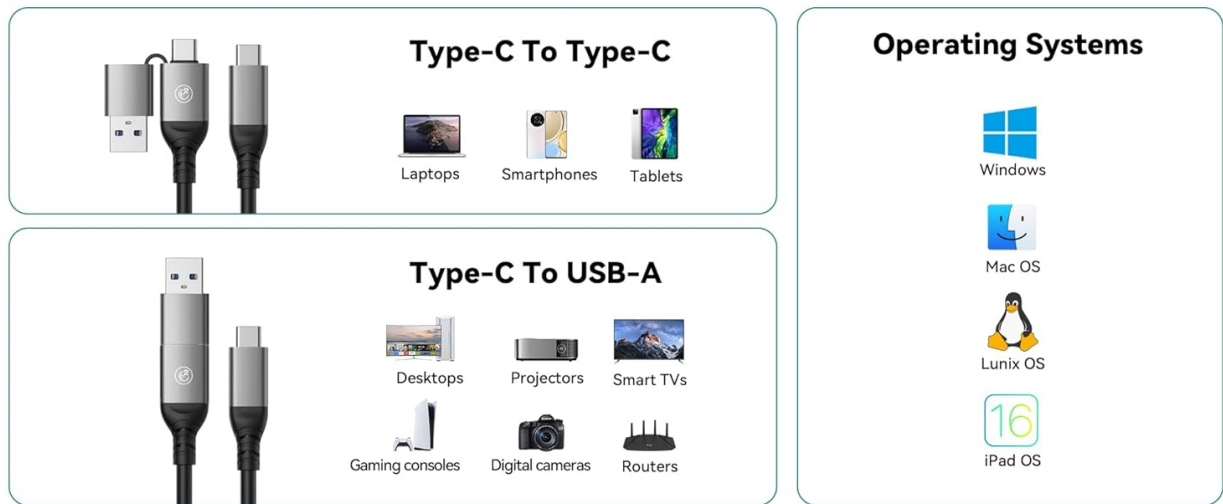 Type-C To Type-C
Laptops
Smartphones
Tablets
Type-C To USB-A
Desktops
Projectors
Smart TVs
Gaming consoles
Digital cameras
Routers
Operating Systems
Windows
Mac OS
Lunix OS
16
iPad OS